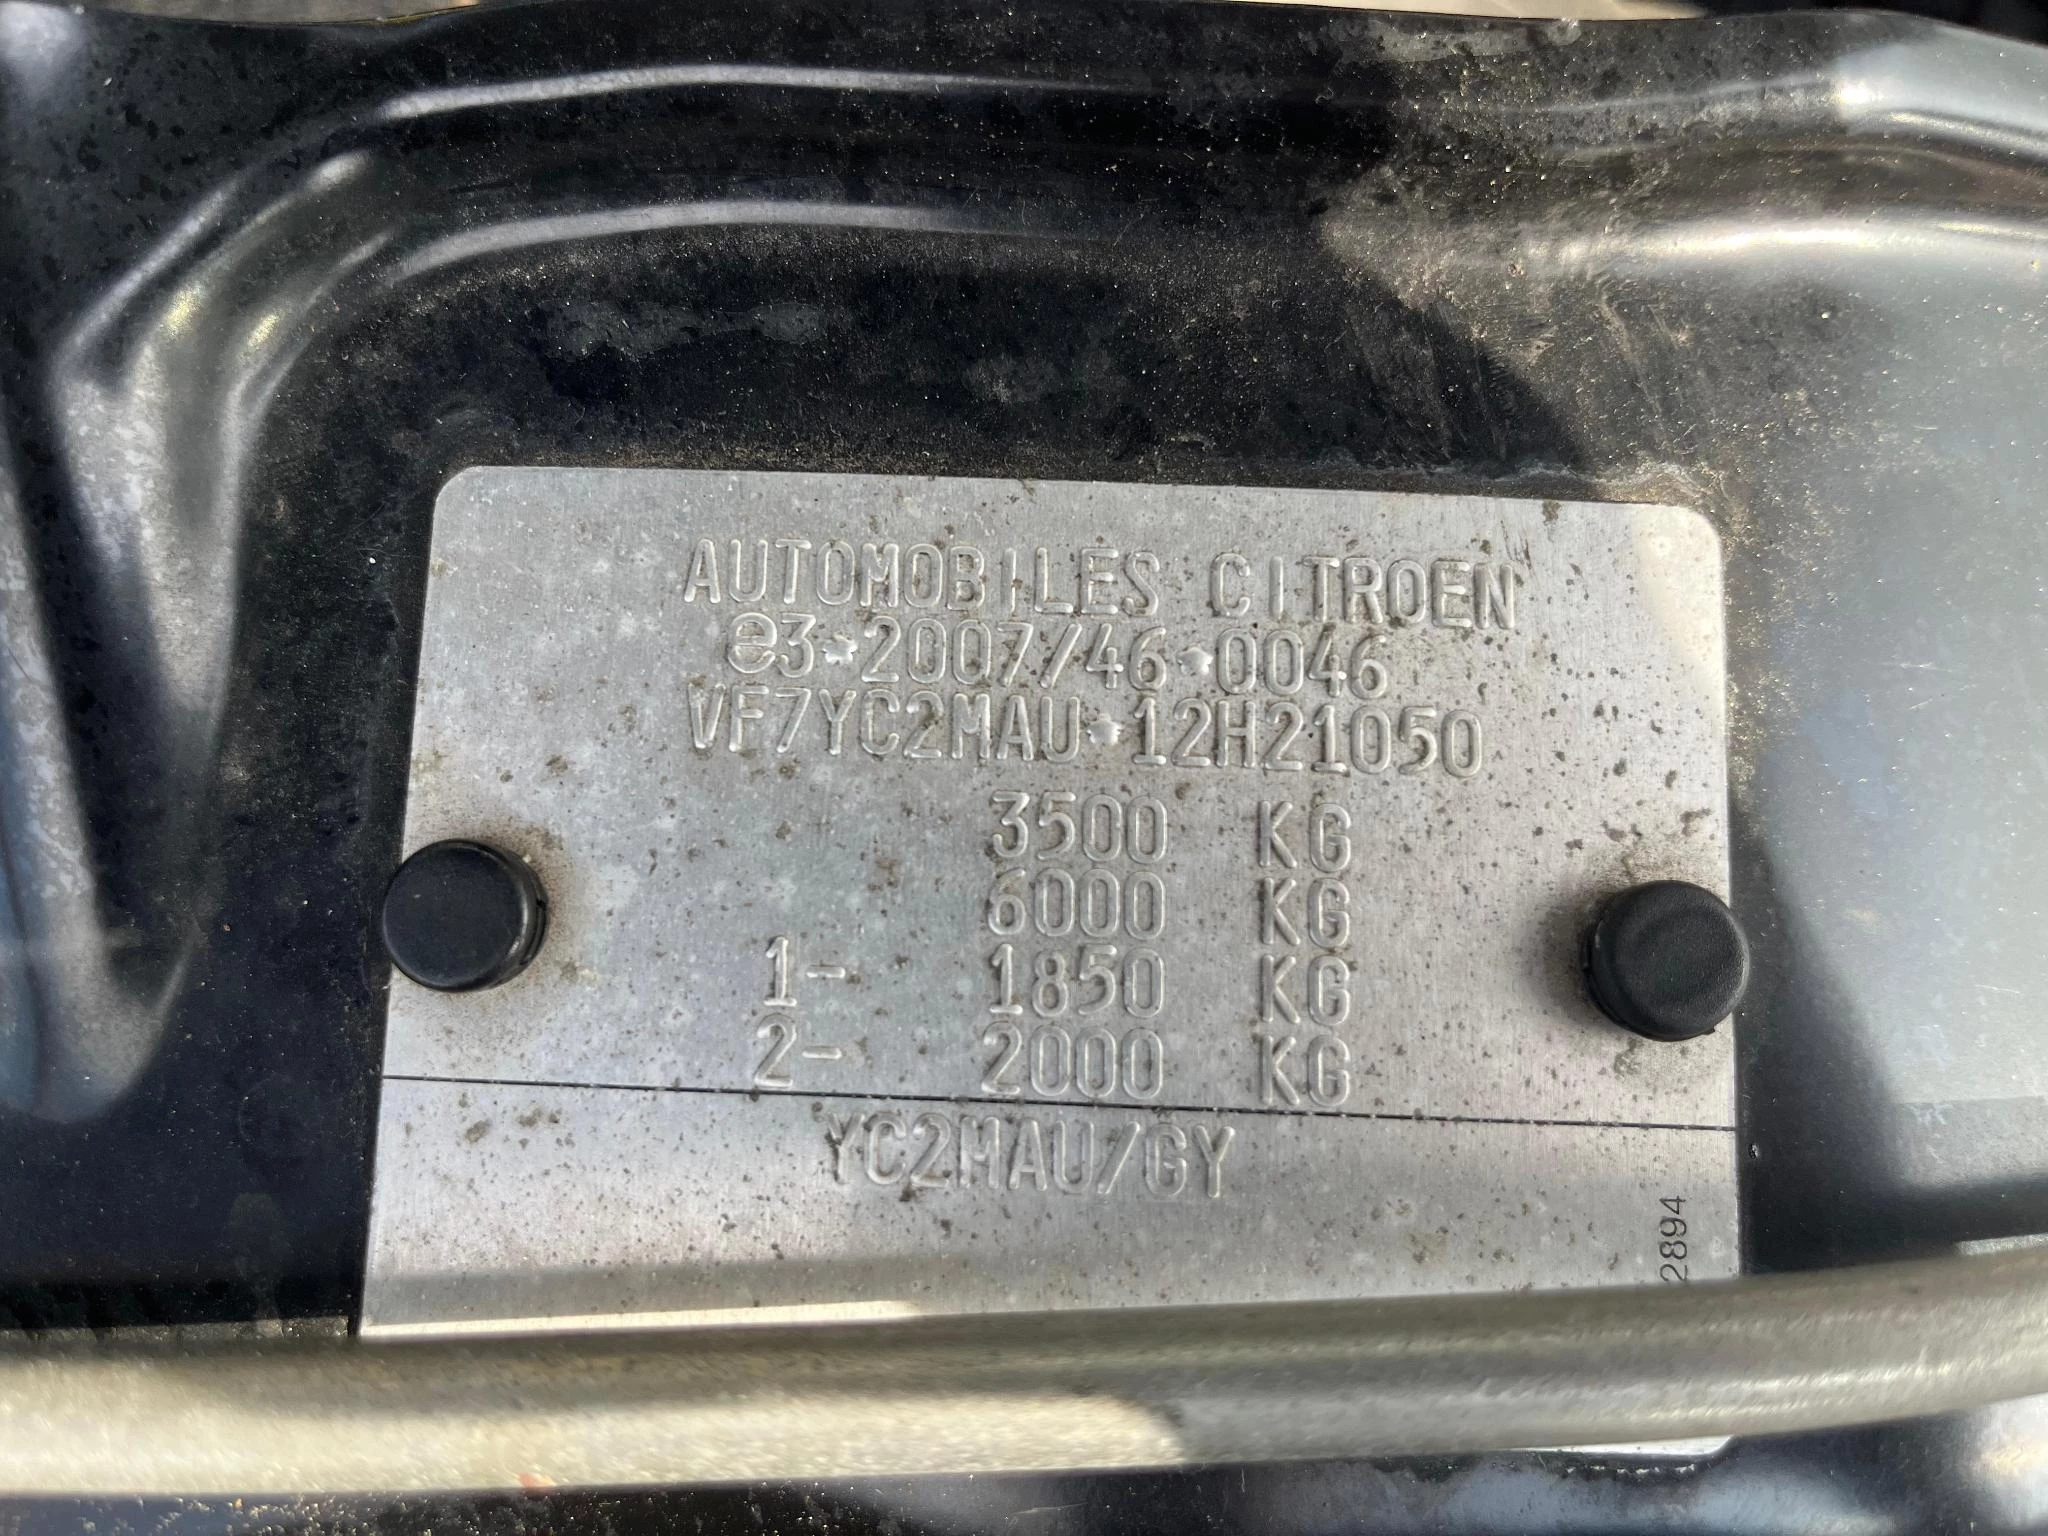 AUTOMOBILES CITROEN
e3*2007/46*0046
VF7YC2MAU*12H21050
3500 KG
6000 KG
1- 1850 KG
2- 2000 KG
YC2MAU/GY
2894